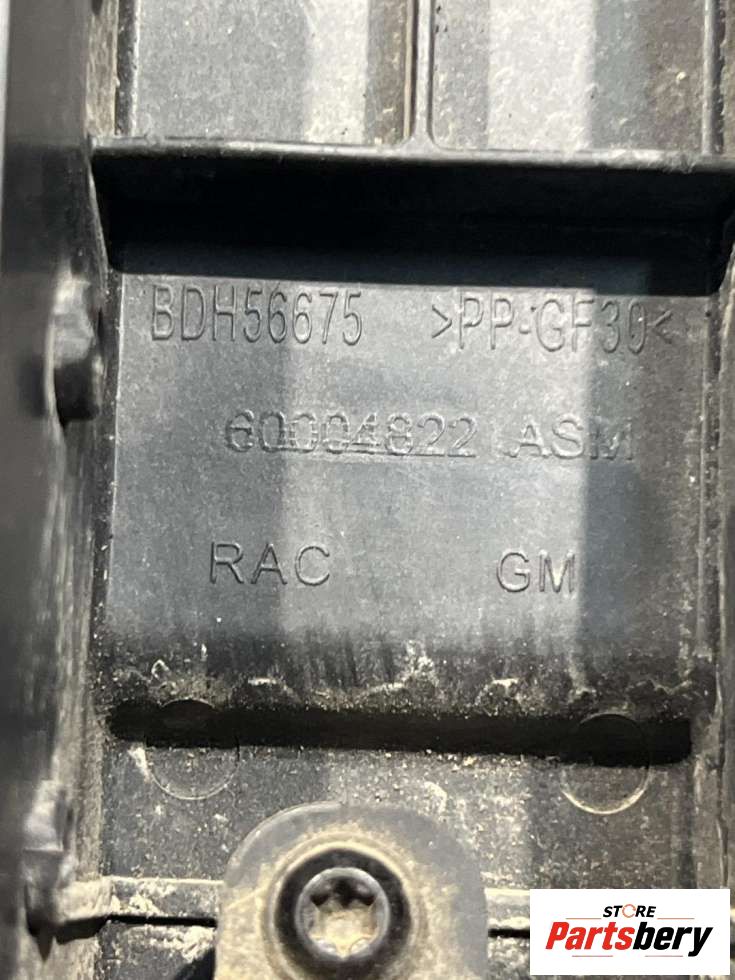 BDH56675 >PP-GF30<
60004822 ASM
RAC GM
STORE
Partsbery